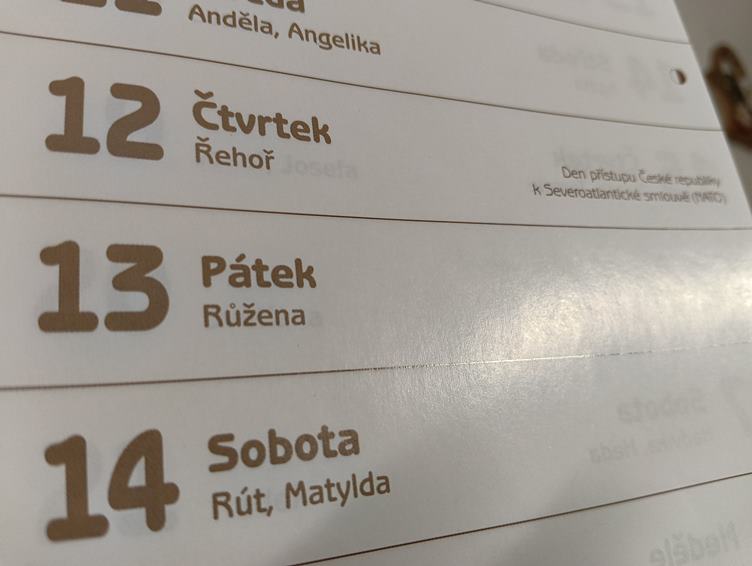 Anděla, Angelika
12 Čtvrtek
Řehoř
Den přístupu České republiky
k Severoatlantické smlouvě (NATO)
13 Pátek
Růžena
14 Sobota
Rút, Matylda